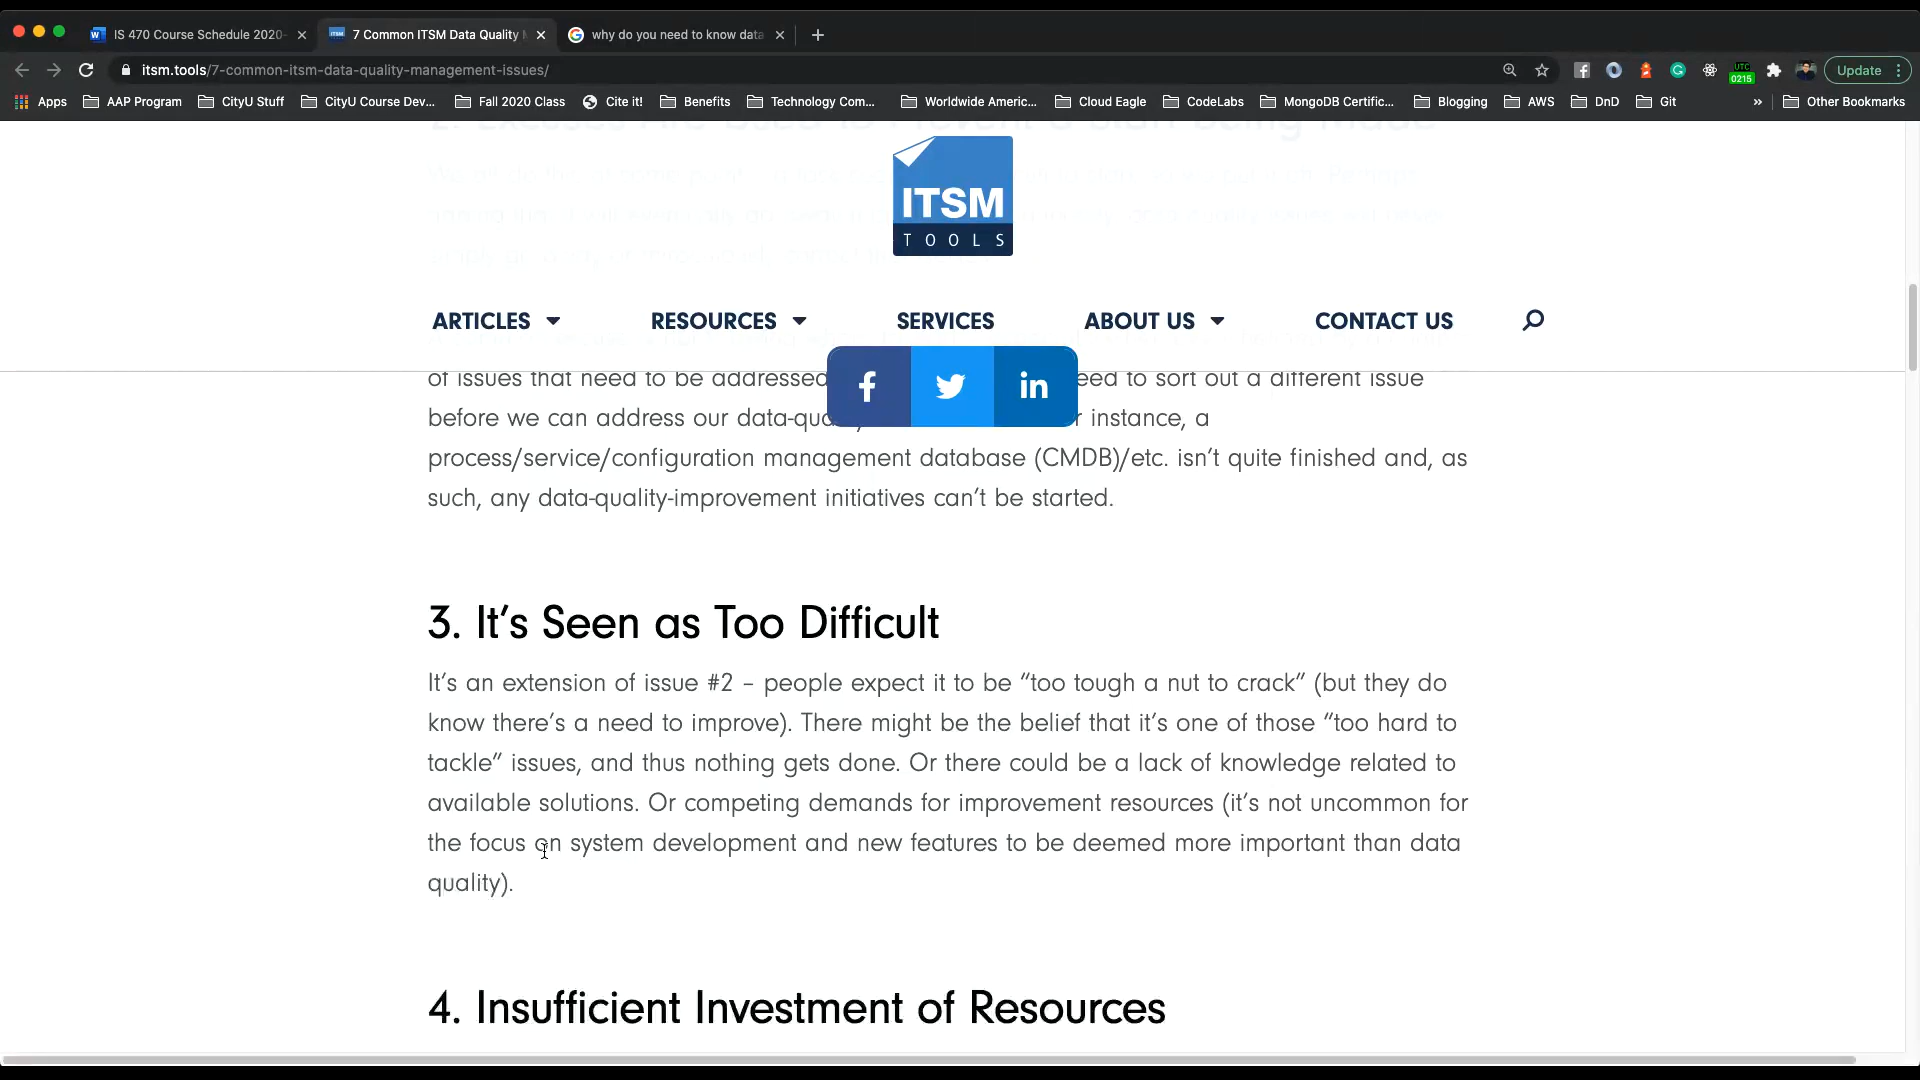 IS 470 Course Schedule 2020-
7 Common ITSM Data Quality M
why do you need to know data
itsm.tools/7-common-itsm-data-quality-management-issues/
UTC
0215
Update
Apps
AAP Program
CityU Stuff
CityU Course Dev...
Fall 2020 Class
Cite it!
Benefits
Technology Com...
Worldwide Americ...
Cloud Eagle
CodeLabs
MongoDB Certific...
Blogging
AWS
DnD
Git
»
Other Bookmarks
ITSM
TOOLS
ARTICLES
RESOURCES
SERVICES
ABOUT US
CONTACT US
of issues that need to be addressed
eed to sort out a different issue
before we can address our data-qua
r instance, a
process/service/configuration management database (CMDB)/etc. isn’t quite finished and, as
such, any data-quality-improvement initiatives can’t be started.
3. It’s Seen as Too Difficult
It’s an extension of issue #2 – people expect it to be “too tough a nut to crack” (but they do
know there’s a need to improve). There might be the belief that it’s one of those “too hard to
tackle” issues, and thus nothing gets done. Or there could be a lack of knowledge related to
available solutions. Or competing demands for improvement resources (it’s not uncommon for
the focus on system development and new features to be deemed more important than data
quality).
4. Insufficient Investment of Resources